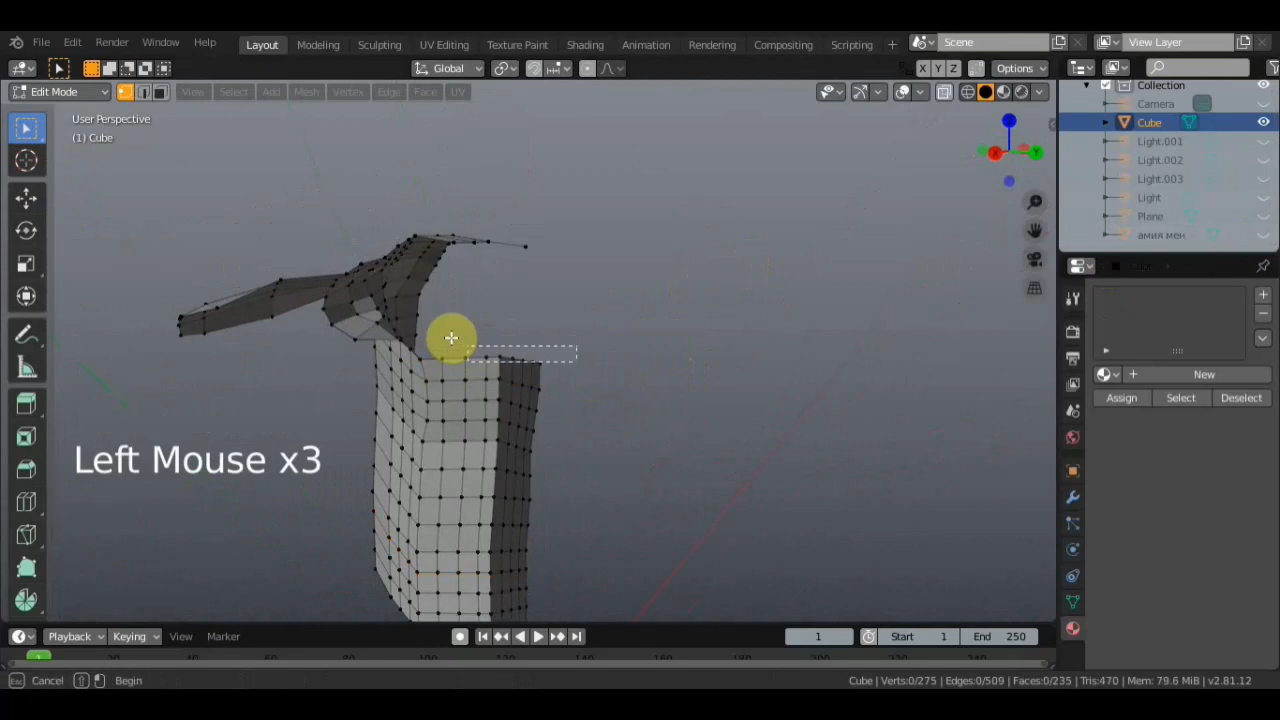 File Edit Render Window Help Layout Modeling Sculpting UV Editing Texture Paint Shading Animation Rendering Compositing Scripting + Scene View Layer
Global X Y Z Options
Edit Mode View Select Add Mesh Vertex Edge Face UV
User Perspective
(1) Cube
X Y Z
Collection
Camera
Cube
Light.001
Light.002
Light.003
Light
Plane
амия мен
New
Assign Select Deselect
Left Mouse x3
Playback Keying View Marker 1 Start 1 End 250
Cancel Begin Cube | Verts:0/275 | Edges:0/509 | Faces:0/235 | Tris:470 | Mem: 79.6 MiB | v2.81.12